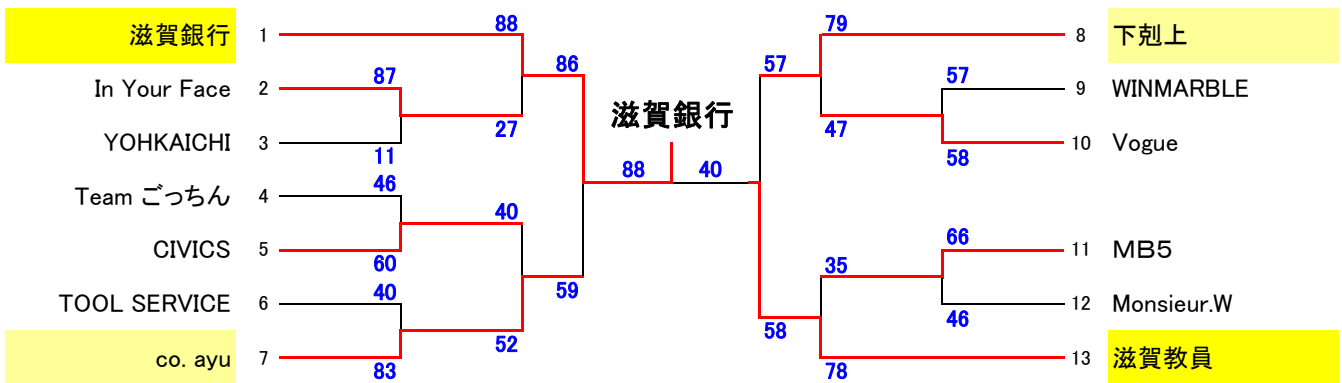 88
79
滋賀銀行 1
8 下剋上
86
57
In Your Face 2
87
57
9 WINMARBLE
滋賀銀行
27
47
YOHKAICHI 3
11
58
10 Vogue
88
40
Team ごっちん 4
46
40
CIVICS 5
60
66
11 MB5
35
TOOL SERVICE 6
40
59
46
12 Monsieur.W
58
52
co. ayu 7
83
78
13 滋賀教員